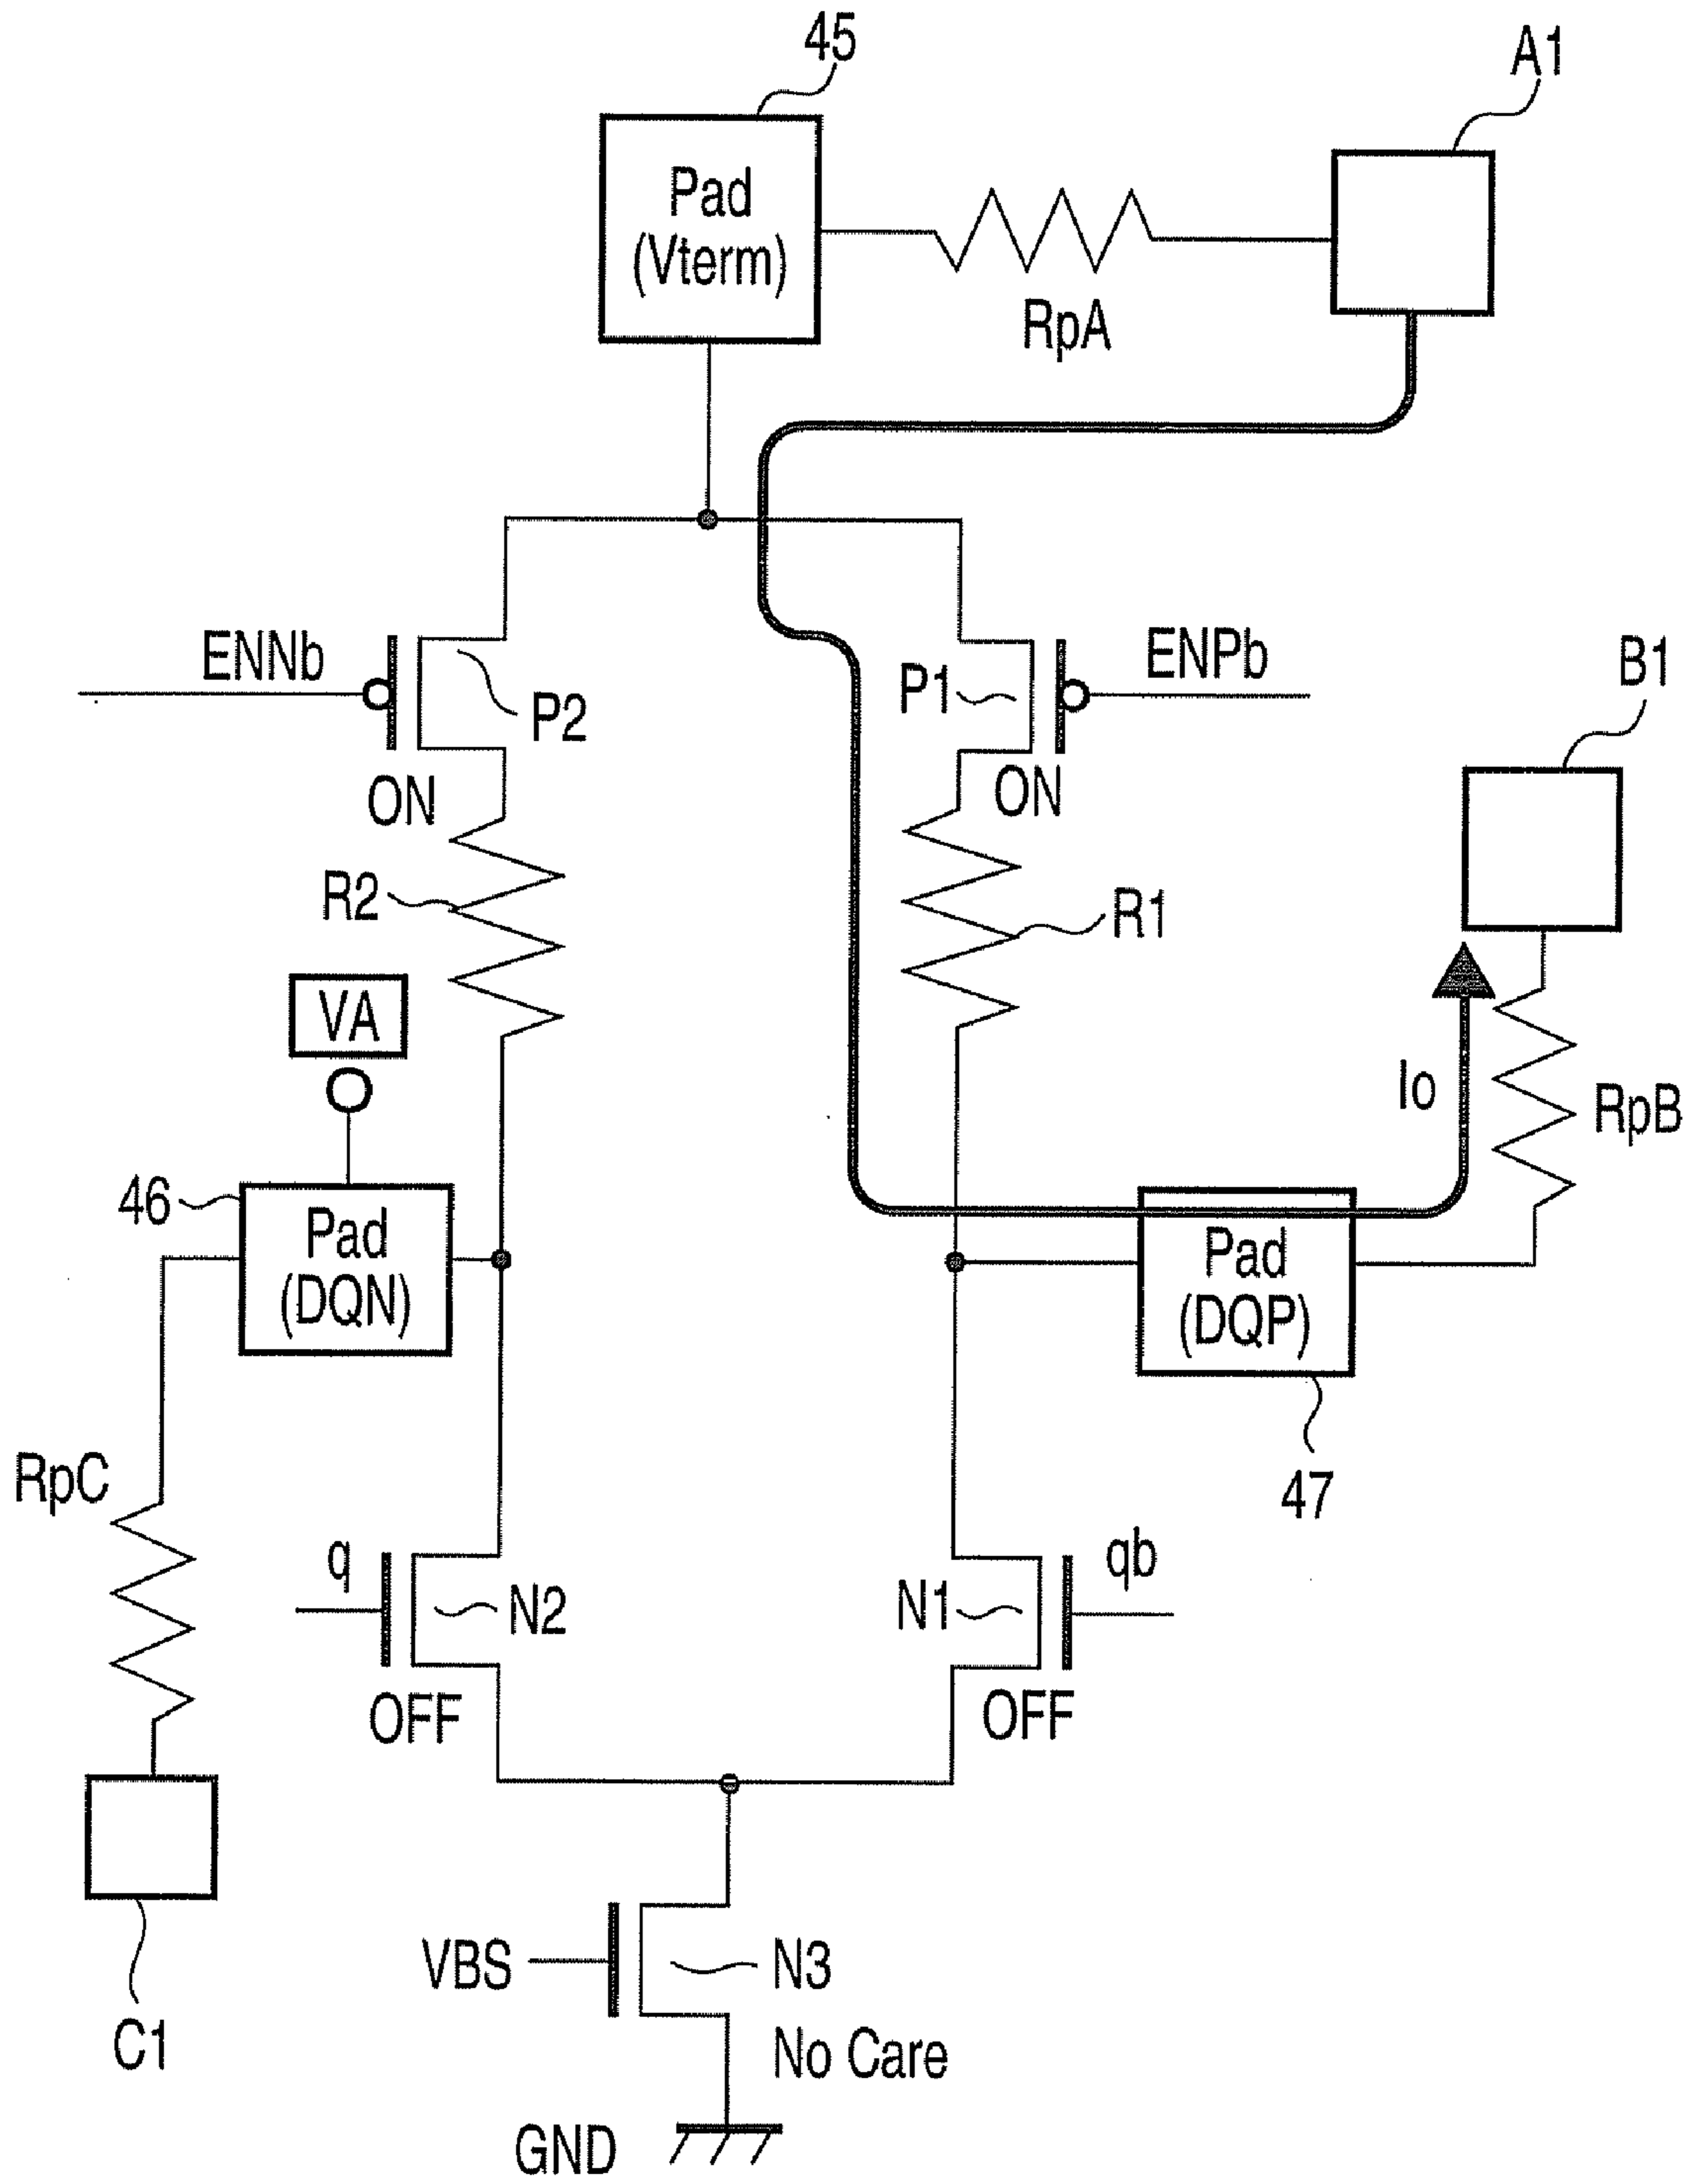 45
A1
Pad
(Vterm)
RpA
ENNb
P2
P1
ENPb
B1
ON
ON
R2
R1
VA
Io
RpB
46
Pad
(DQN)
Pad
(DQP)
47
RpC
q
N2
N1
qb
OFF
OFF
VBS
N3
C1
No Care
GND